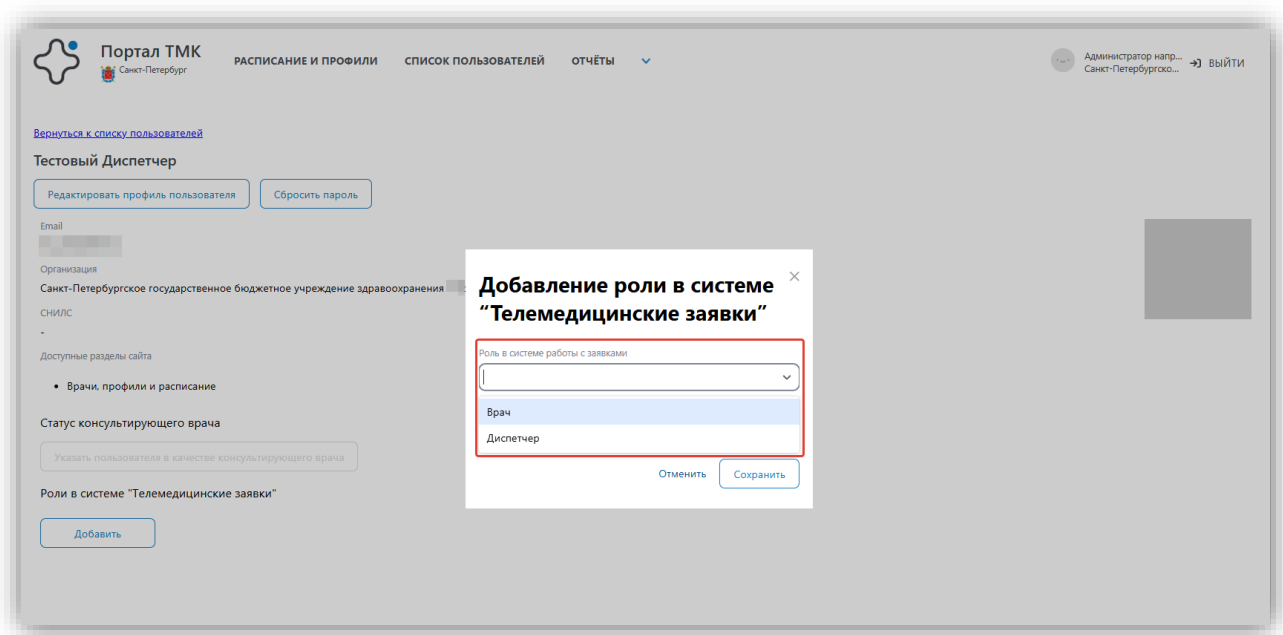 Портал ТМК
Санкт-Петербург
РАСПИСАНИЕ И ПРОФИЛИ
СПИСОК ПОЛЬЗОВАТЕЛЕЙ
ОТЧЁТЫ
Администратор напр...
Санкт-Петербургско...
ВЫЙТИ
Вернуться к списку пользователей
Тестовый Диспетчер
Редактировать профиль пользователя
Сбросить пароль
Email
Организация
Санкт-Петербургское государственное бюджетное учреждение здравоохранения
СНИЛС
-
Доступные разделы сайта
• Врачи, профили и расписание
Статус консультирующего врача
Указать пользователя в качестве консультирующего врача
Роли в системе "Телемедицинские заявки"
Добавить
Добавление роли в системе
“Телемедицинские заявки”
Роль в системе работы с заявками
Врач
Диспетчер
Отменить
Сохранить